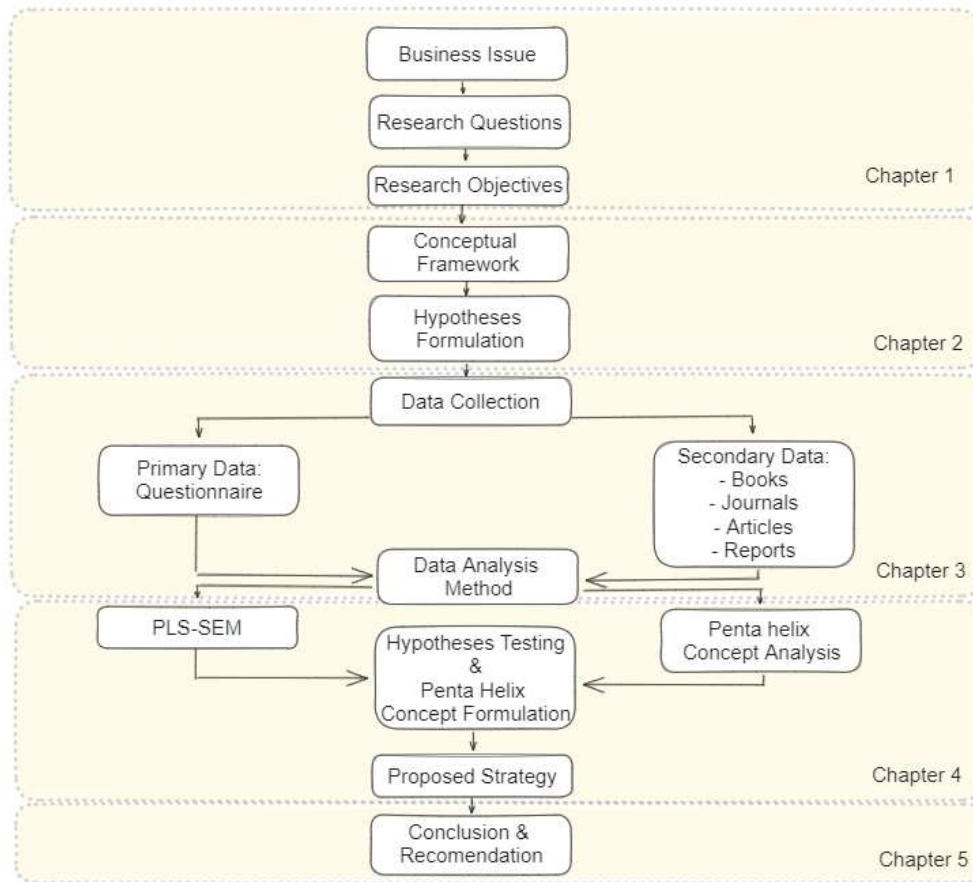 Business Issue
Research Questions
Research Objectives
Chapter 1
Conceptual
Framework
Hypotheses
Formulation
Chapter 2
Data Collection
Primary Data:
Questionnaire
Secondary Data:
- Books
- Journals
- Articles
- Reports
Data Analysis
Method
Chapter 3
PLS-SEM
Penta helix
Concept Analysis
Hypotheses Testing
&
Penta Helix
Concept Formulation
Proposed Strategy
Chapter 4
Conclusion &
Recomendation
Chapter 5